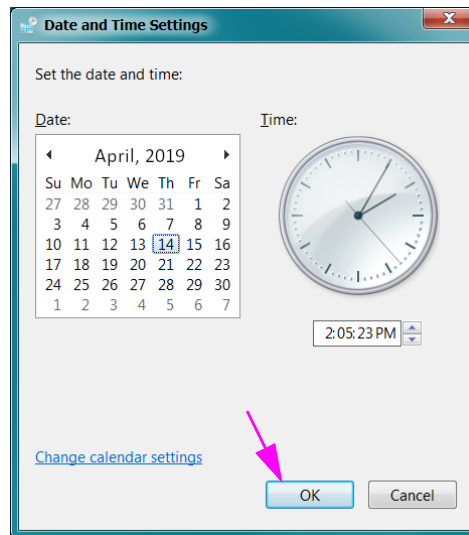 Date and Time Settings
Set the date and time:
Date:
Time:
April, 2019
Su Mo Tu We Th Fr Sa
27 28 29 30 31 1 2
3 4 5 6 7 8 9
10 11 12 13 14 15 16
17 18 19 20 21 22 23
24 25 26 27 28 29 30
1 2 3 4 5 6 7
2:05:23 PM
Change calendar settings
OK
Cancel